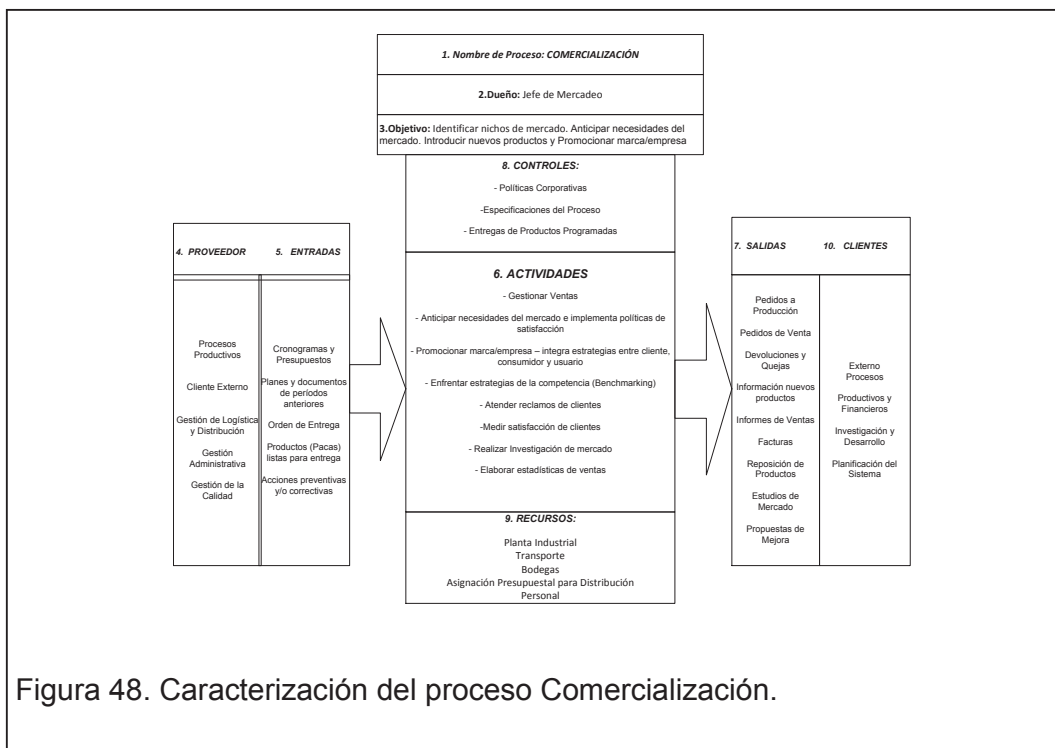 1. Nombre de Proceso: COMERCIALIZACIÓN
2.Dueño: Jefe de Mercadeo
3.Objetivo: Identificar nichos de mercado. Anticipar necesidades del
mercado. Introducir nuevos productos y Promocionar marca/empresa
8. CONTROLES:
- Políticas Corporativas
-Especificaciones del Proceso
- Entregas de Productos Programadas
4. PROVEEDOR
5. ENTRADAS
Procesos
Productivos
Cliente Externo
Gestión de Logística
y Distribución
Gestión
Administrativa
Gestión de la
Calidad
Cronogramas y
Presupuestos
Planes y documentos
de períodos
anteriores
Orden de Entrega
Productos (Pacas)
listas para entrega
Acciones preventivas
y/o correctivas
6. ACTIVIDADES
- Gestionar Ventas
- Anticipar necesidades del mercado e implementa políticas de
satisfacción
- Promocionar marca/empresa – integra estrategias entre cliente,
consumidor y usuario
- Enfrentar estrategias de la competencia (Benchmarking)
- Atender reclamos de clientes
-Medir satisfacción de clientes
- Realizar Investigación de mercado
- Elaborar estadísticas de ventas
9. RECURSOS:
Planta Industrial
Transporte
Bodegas
Asignación Presupuestal para Distribución
Personal
7. SALIDAS
10. CLIENTES
Pedidos a
Producción
Pedidos de Venta
Devoluciones y
Quejas
Información nuevos
productos
Informes de Ventas
Facturas
Reposición de
Productos
Estudios de
Mercado
Propuestas de
Mejora
Externo
Procesos
Productivos y
Financieros
Investigación y
Desarrollo
Planificación del
Sistema
Figura 48. Caracterización del proceso Comercialización.